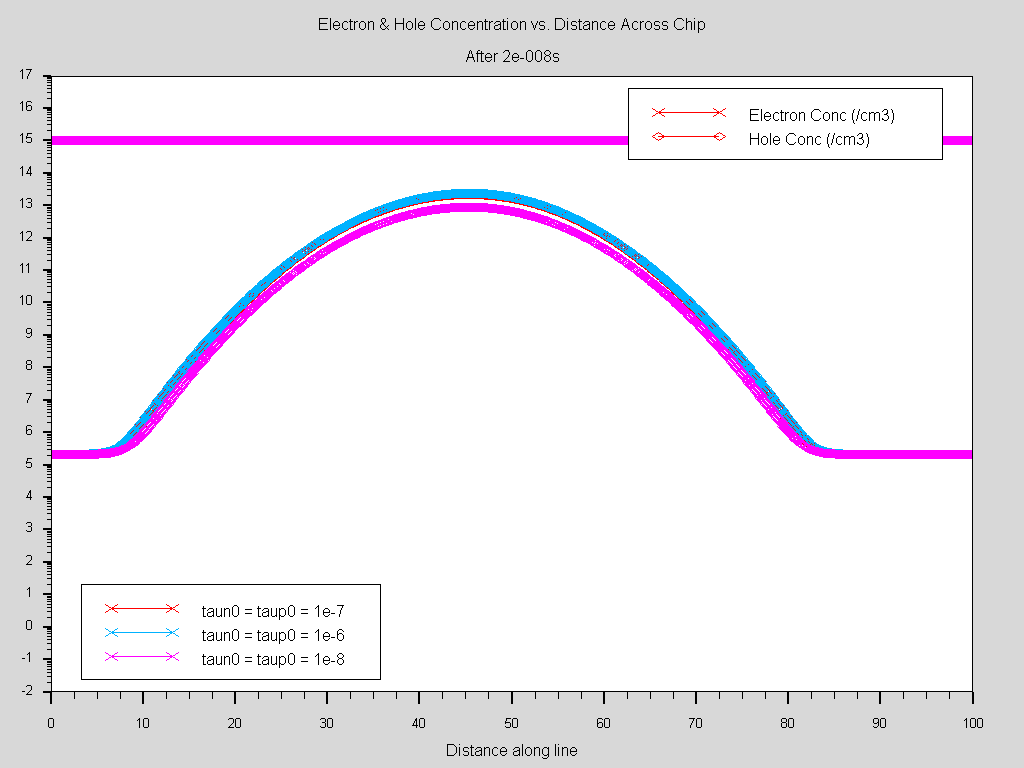 Electron & Hole Concentration vs. Distance Across Chip
After 2e-008s
17
16
15
14
13
12
11
10
9
8
7
6
5
4
3
2
1
0
-1
-2
Electron Conc (/cm3)
Hole Conc (/cm3)
taun0 = taup0 = 1e-7
taun0 = taup0 = 1e-6
taun0 = taup0 = 1e-8
0 10 20 30 40 50 60 70 80 90 100
Distance along line